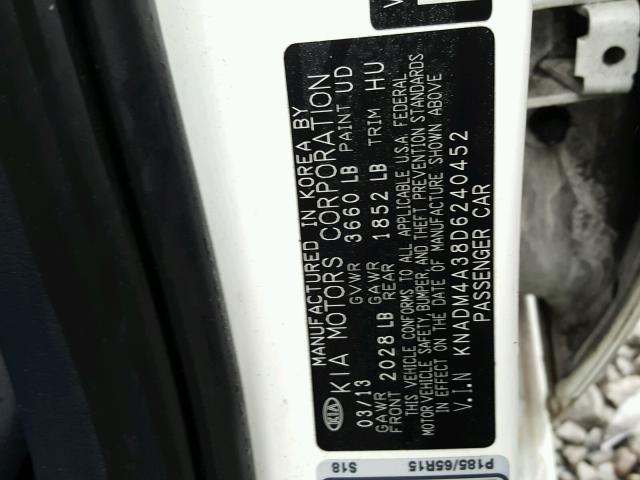 MANUFACTURED IN KOREA BY
KIA KIA MOTORS CORPORATION
03/13 GVWR 3660 LB PAINT UD
GAWR FRONT 2028 LB GAWR REAR 1852 LB TRIM HU
THIS VEHICLE CONFORMS TO ALL APPLICABLE U.S.A. FEDERAL
MOTOR VEHICLE SAFETY, BUMPER, AND THEFT PREVENTION STANDARDS
IN EFFECT ON THE DATE OF MANUFACTURE SHOWN ABOVE
V.I.N KNADM4A38D6240452
PASSENGER CAR
S18 P185/65R15